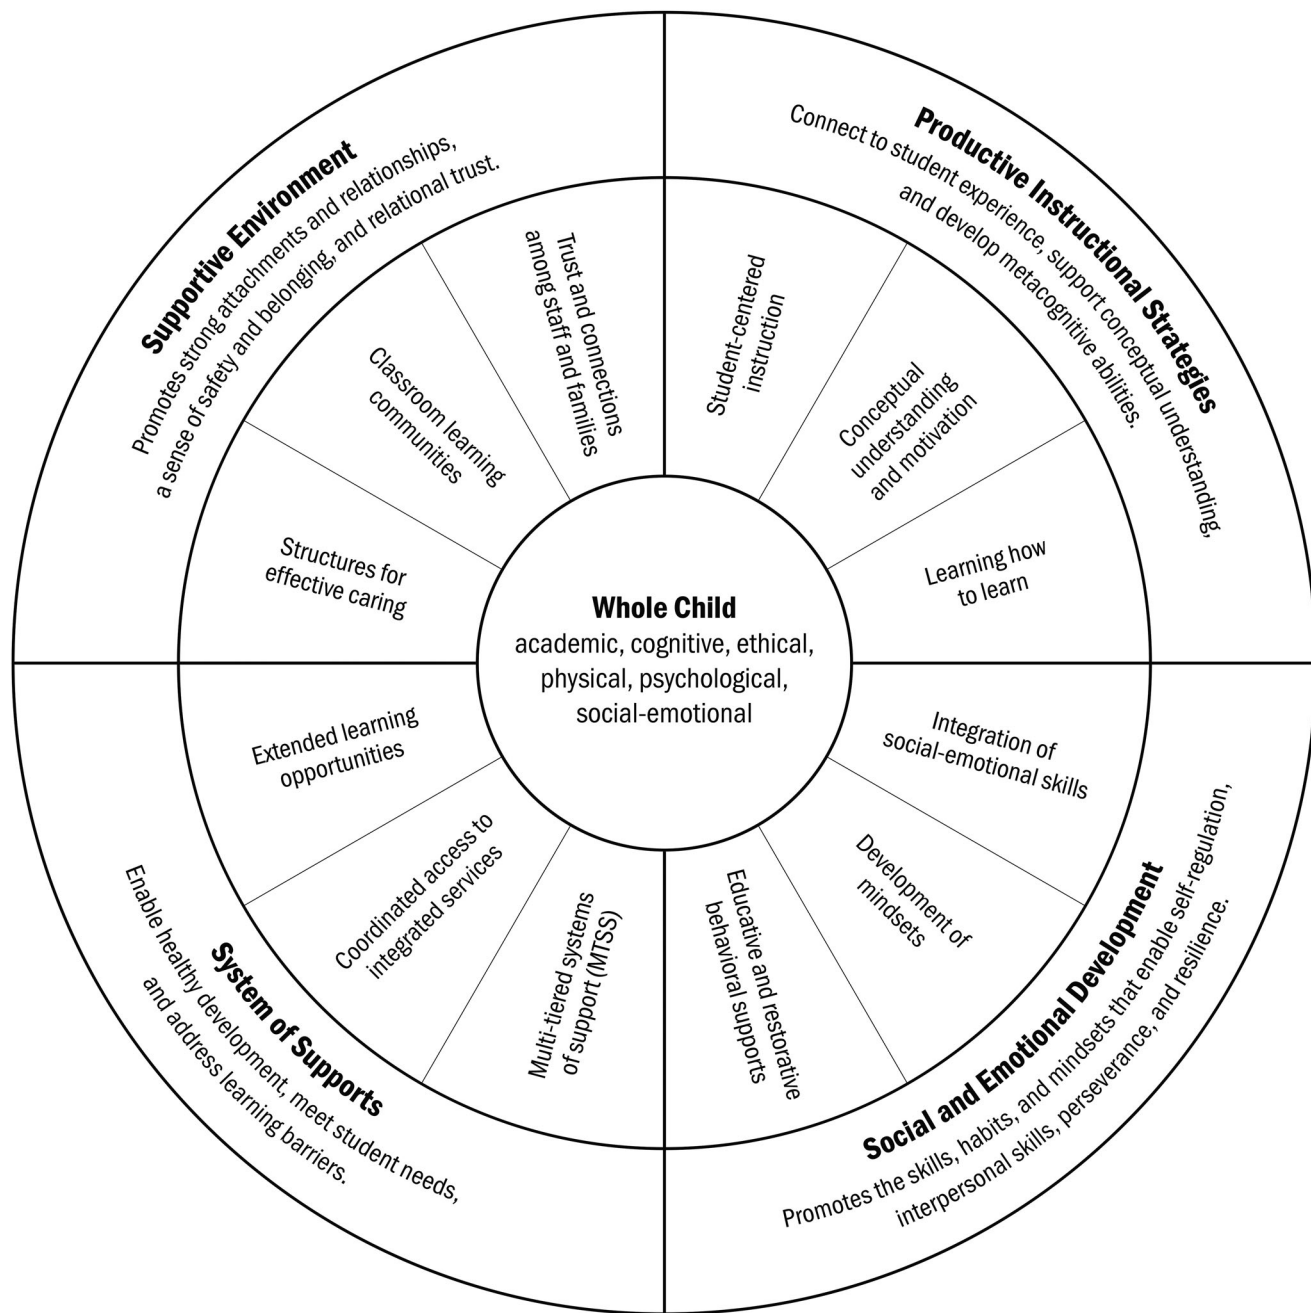 Supportive Environment
Promotes strong attachments and relationships,
a sense of safety and belonging, and relational trust.
Structures for
effective caring
Classroom learning
communities
Trust and connections
among staff and families
Productive Instructional Strategies
Connect to student experience, support conceptual understanding,
and develop metacognitive abilities.
Student-centered
instruction
Conceptual
understanding
and motivation
Learning how
to learn
Whole Child
academic, cognitive, ethical,
physical, psychological,
social-emotional
Integration of
social-emotional skills
Development of
mindsets
Educative and restorative
behavioral supports
Social and Emotional Development
Promotes the skills, habits, and mindsets that enable self-regulation,
interpersonal skills, perseverance, and resilience.
Extended learning
opportunities
Coordinated access to
integrated services
Multi-tiered systems
of support (MTSS)
System of Supports
Enable healthy development, meet student needs,
and address learning barriers.